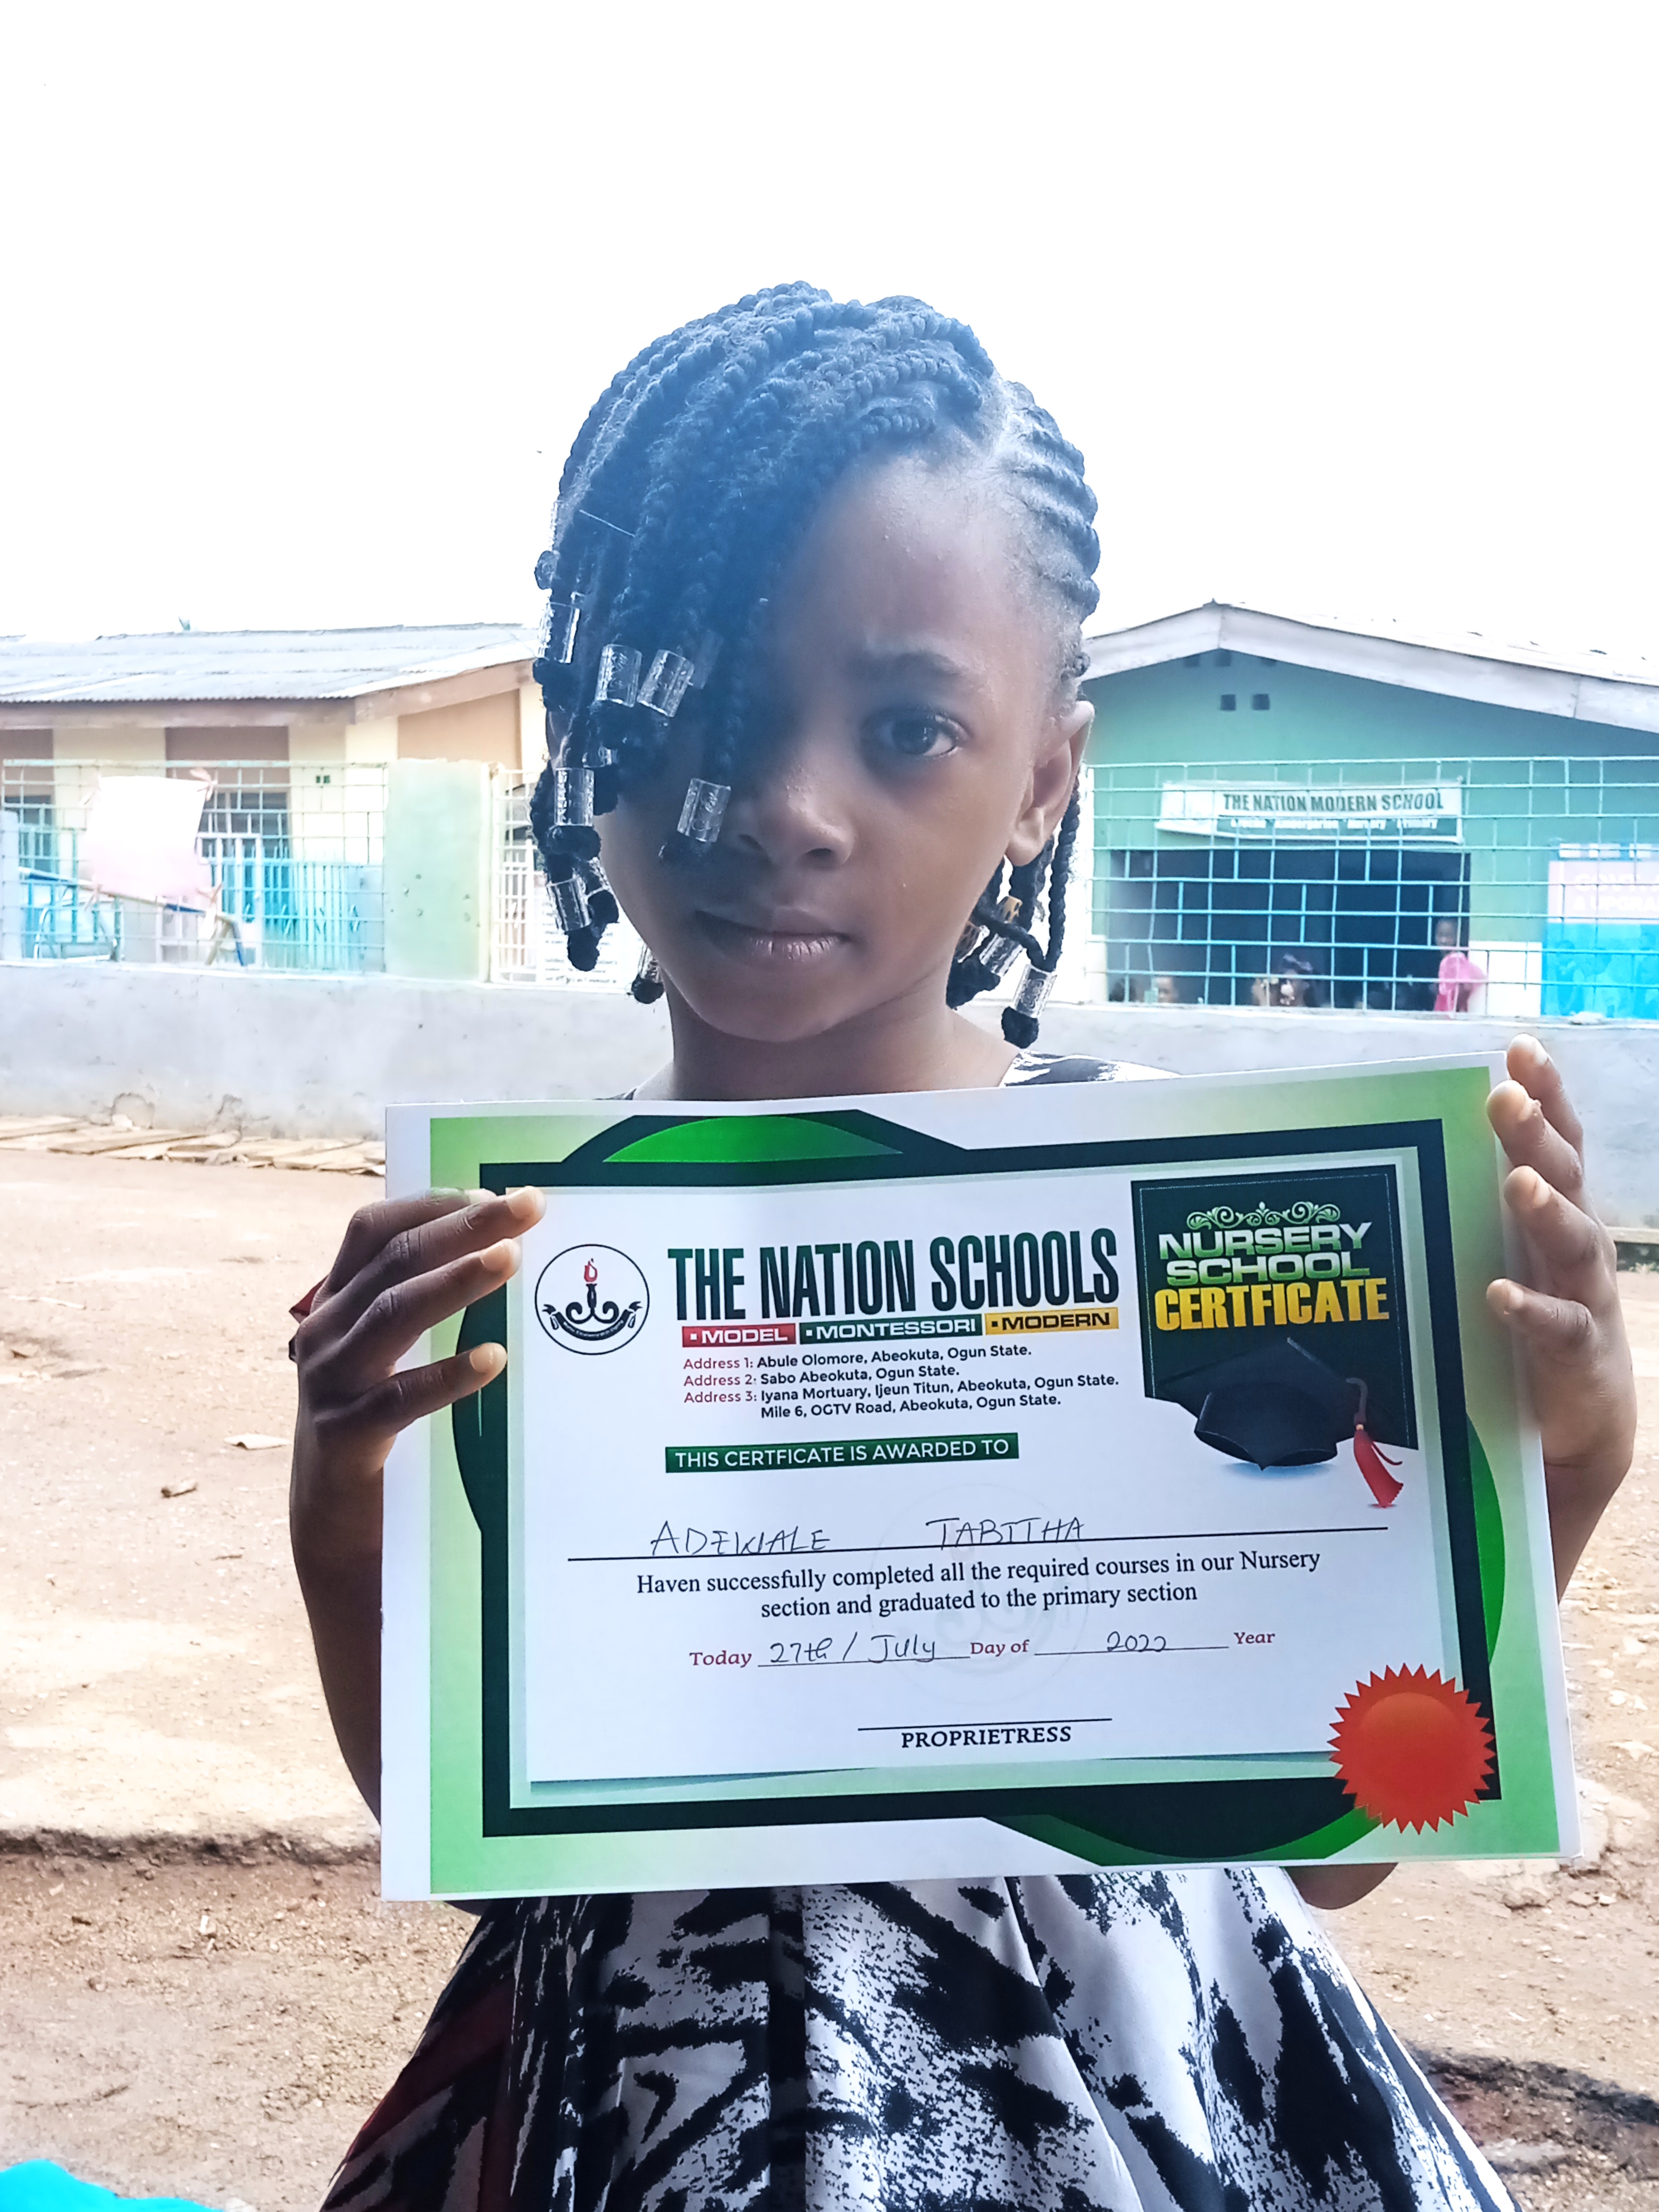 THE NATION MODERN SCHOOL
THE NATION SCHOOLS
▪MODEL ▪MONTESSORI ▪MODERN
Address 1: Abule Olomore, Abeokuta, Ogun State.
Address 2: Sabo Abeokuta, Ogun State.
Address 3: Iyana Mortuary, Ijeun Titun, Abeokuta, Ogun State.
Mile 6, OGTV Road, Abeokuta, Ogun State.
NURSERY
SCHOOL
CERTFICATE
THIS CERTFICATE IS AWARDED TO
ADEWALE TABITHA
Haven successfully completed all the required courses in our Nursery
section and graduated to the primary section
Today 27th / July Day of 2022 Year
PROPRIETRESS